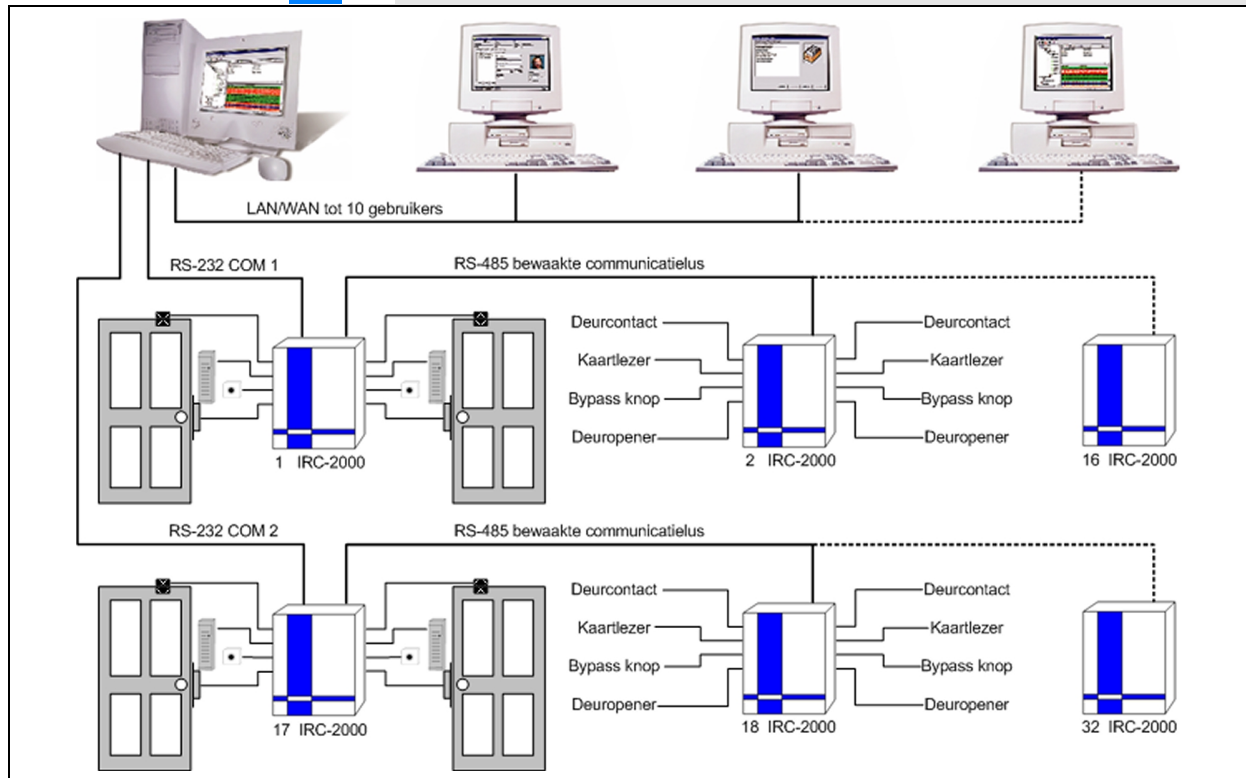 LAN/WAN tot 10 gebruikers
RS-232 COM 1
RS-485 bewaakte communicatielus
Deurcontact
Deurcontact
Kaartlezer
Kaartlezer
Bypass knop
Bypass knop
Deuropener
Deuropener
1 IRC-2000
2 IRC-2000
16 IRC-2000
RS-232 COM 2
RS-485 bewaakte communicatielus
Deurcontact
Deurcontact
Kaartlezer
Kaartlezer
Bypass knop
Bypass knop
Deuropener
Deuropener
17 IRC-2000
18 IRC-2000
32 IRC-2000